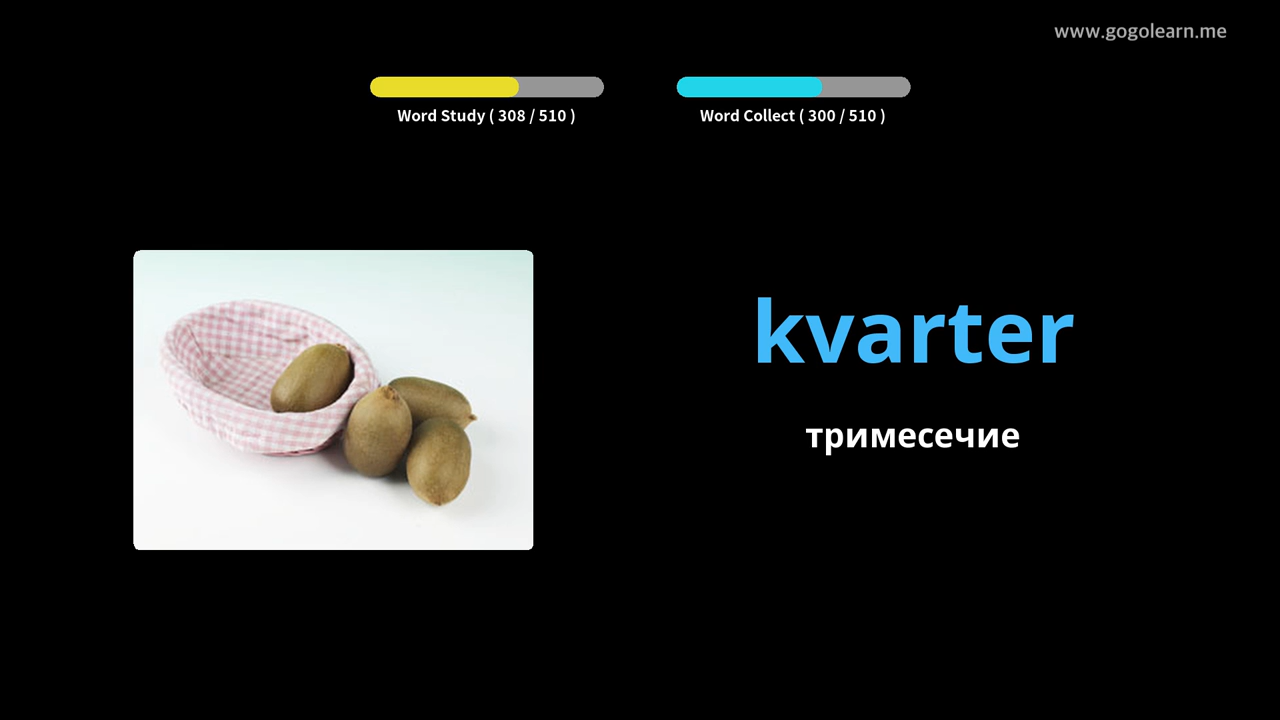 www.gogolearn.me
Word Study ( 308 / 510 )
Word Collect ( 300 / 510 )
kvarter
тримесечие